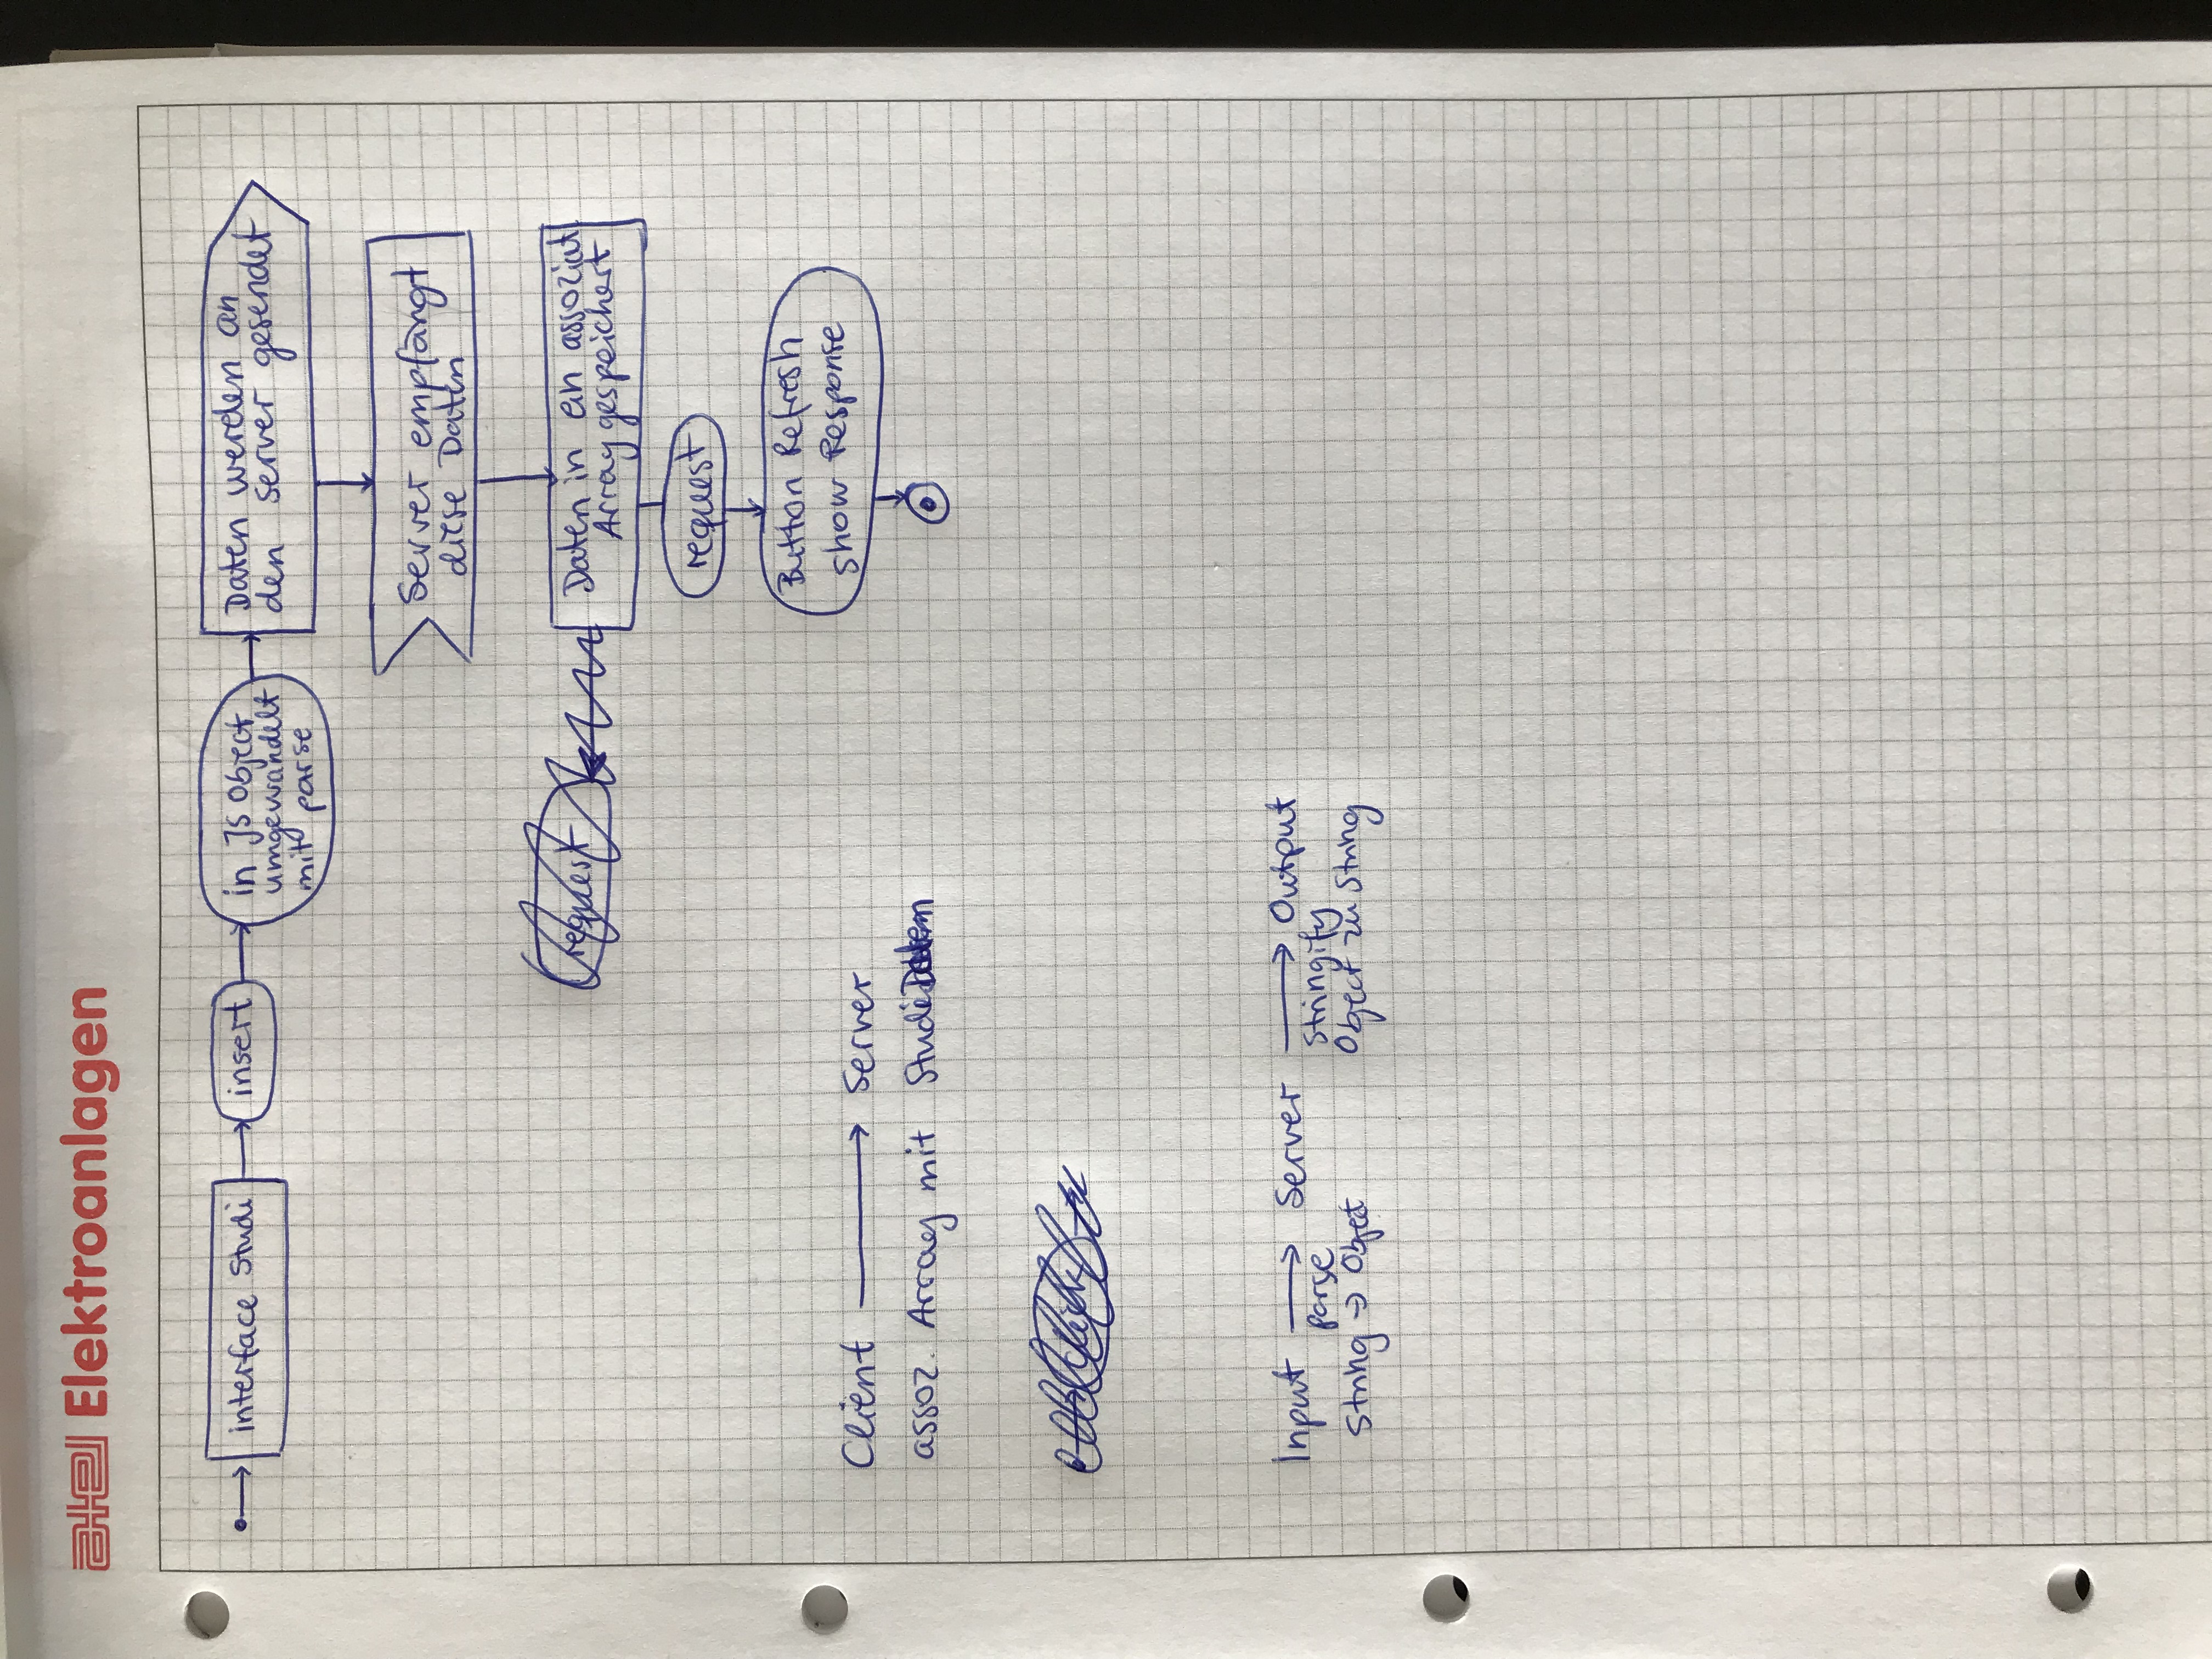 atel Elektroanlagen
interface Studi
insert
in JS Object
umgewandelt
mit parse
Daten werden an
den Server gesendet
Server empfängt
diese Daten
request
Daten in ein assoziat
Array gespeichert
request
Button Refresh
show Response
Client → Server
assoz. Array mit Studi Daten
Input → Server → Output
parse
Stringify
String → Object
Object zu String